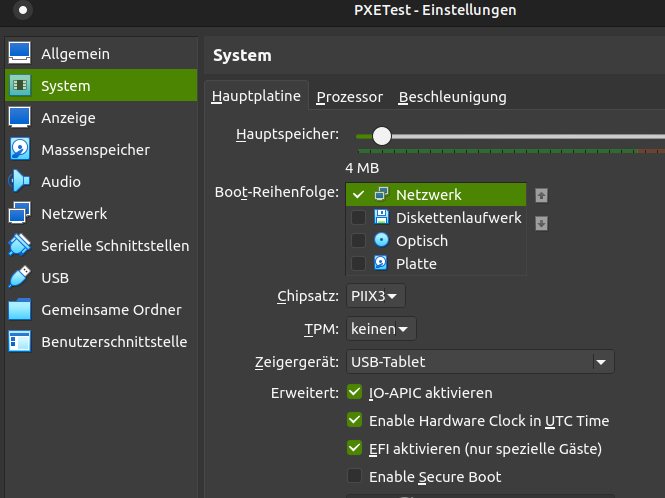 PXETest - Einstellungen
Allgemein
System
Anzeige
Massenspeicher
Audio
Netzwerk
Serielle Schnittstellen
USB
Gemeinsame Ordner
Benutzerschnittstelle
System
Hauptplatine Prozessor Beschleunigung
Hauptspeicher:
4 MB
Boot-Reihenfolge: Netzwerk
Diskettenlaufwerk
Optisch
Platte
Chipsatz: PIIX3
TPM: keinen
Zeigergerät: USB-Tablet
Erweitert: IO-APIC aktivieren
Enable Hardware Clock in UTC Time
EFI aktivieren (nur spezielle Gäste)
Enable Secure Boot